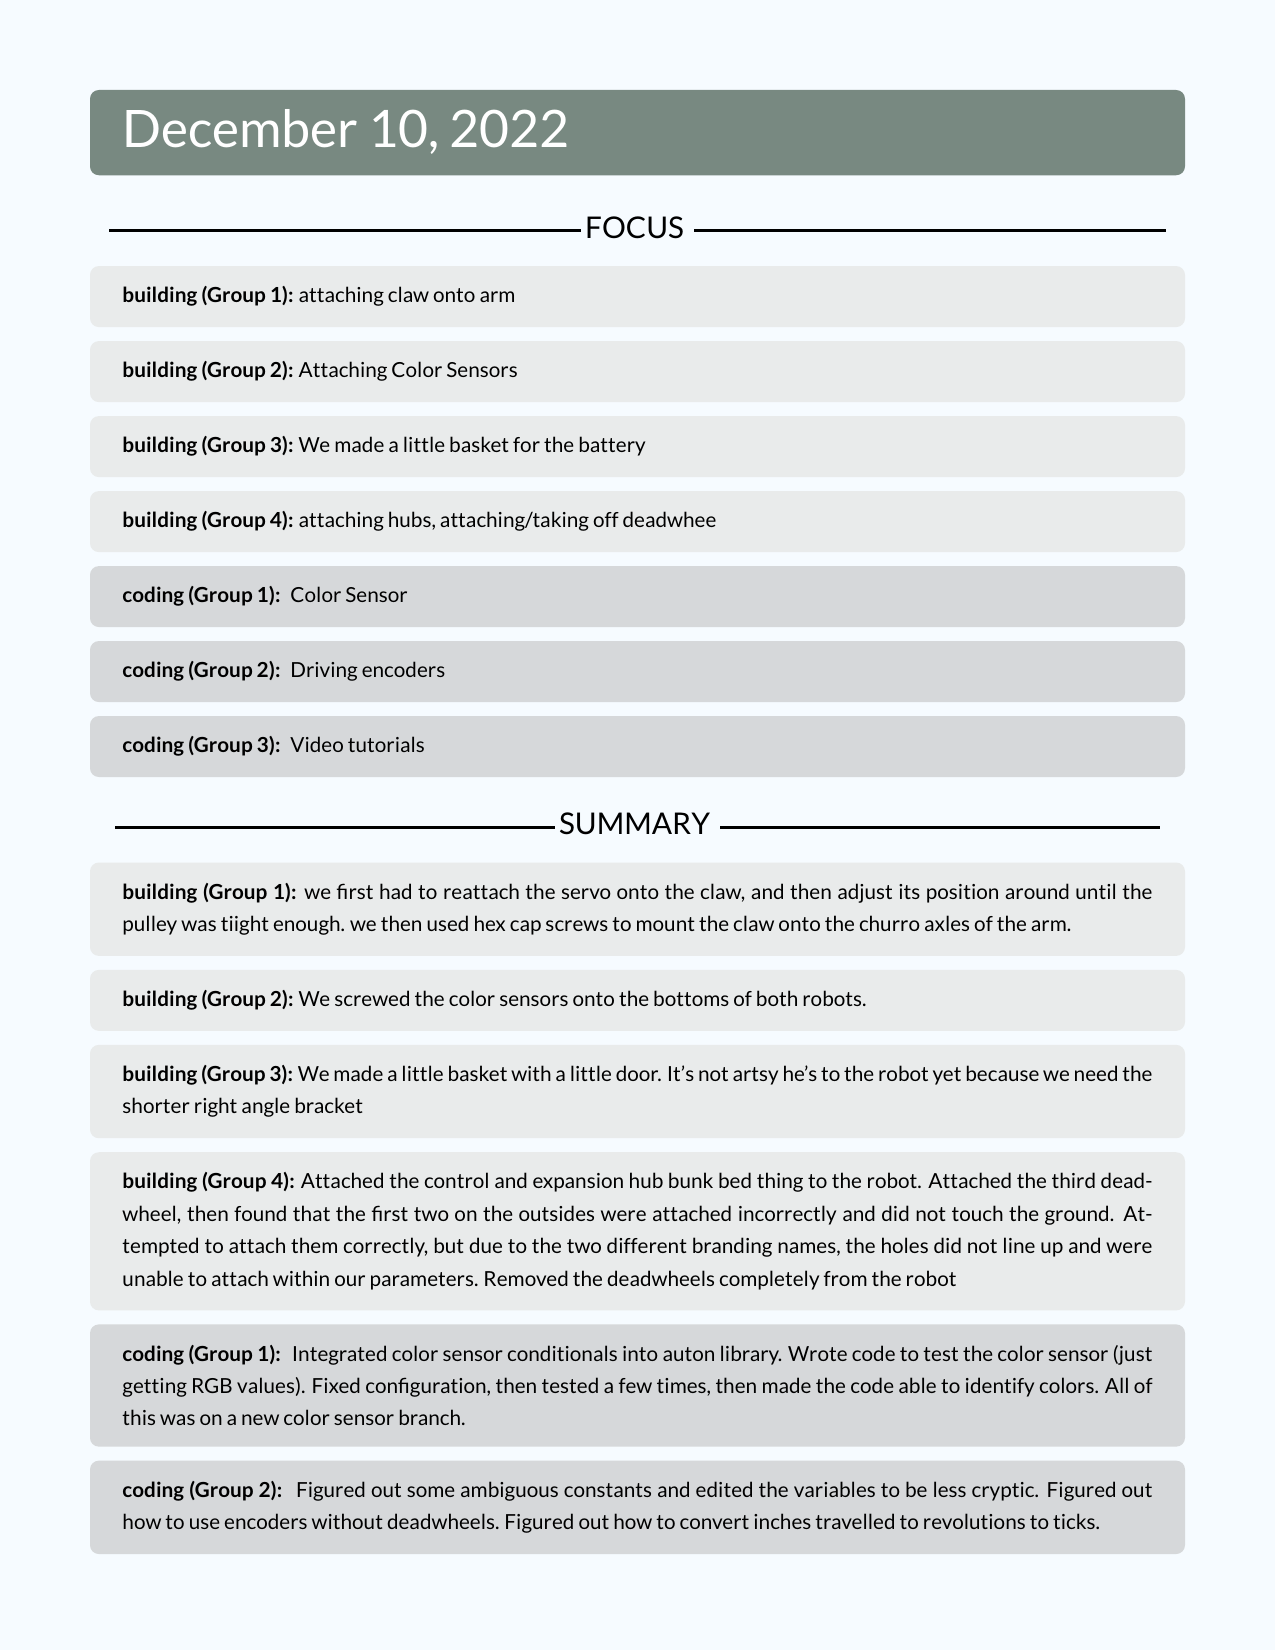 December 10, 2022
FOCUS
building (Group 1): attaching claw onto arm
building (Group 2): Attaching Color Sensors
building (Group 3): We made a little basket for the battery
building (Group 4): attaching hubs, attaching/taking off deadwhee
coding (Group 1): Color Sensor
coding (Group 2): Driving encoders
coding (Group 3): Video tutorials
SUMMARY
building (Group 1): we first had to reattach the servo onto the claw, and then adjust its position around until the
pulley was tiight enough. we then used hex cap screws to mount the claw onto the churro axles of the arm.
building (Group 2): We screwed the color sensors onto the bottoms of both robots.
building (Group 3): We made a little basket with a little door. It’s not artsy he’s to the robot yet because we need the
shorter right angle bracket
building (Group 4): Attached the control and expansion hub bunk bed thing to the robot. Attached the third dead-
wheel, then found that the first two on the outsides were attached incorrectly and did not touch the ground. At-
tempted to attach them correctly, but due to the two different branding names, the holes did not line up and were
unable to attach within our parameters. Removed the deadwheels completely from the robot
coding (Group 1): Integrated color sensor conditionals into auton library. Wrote code to test the color sensor (just
getting RGB values). Fixed configuration, then tested a few times, then made the code able to identify colors. All of
this was on a new color sensor branch.
coding (Group 2): Figured out some ambiguous constants and edited the variables to be less cryptic. Figured out
how to use encoders without deadwheels. Figured out how to convert inches travelled to revolutions to ticks.